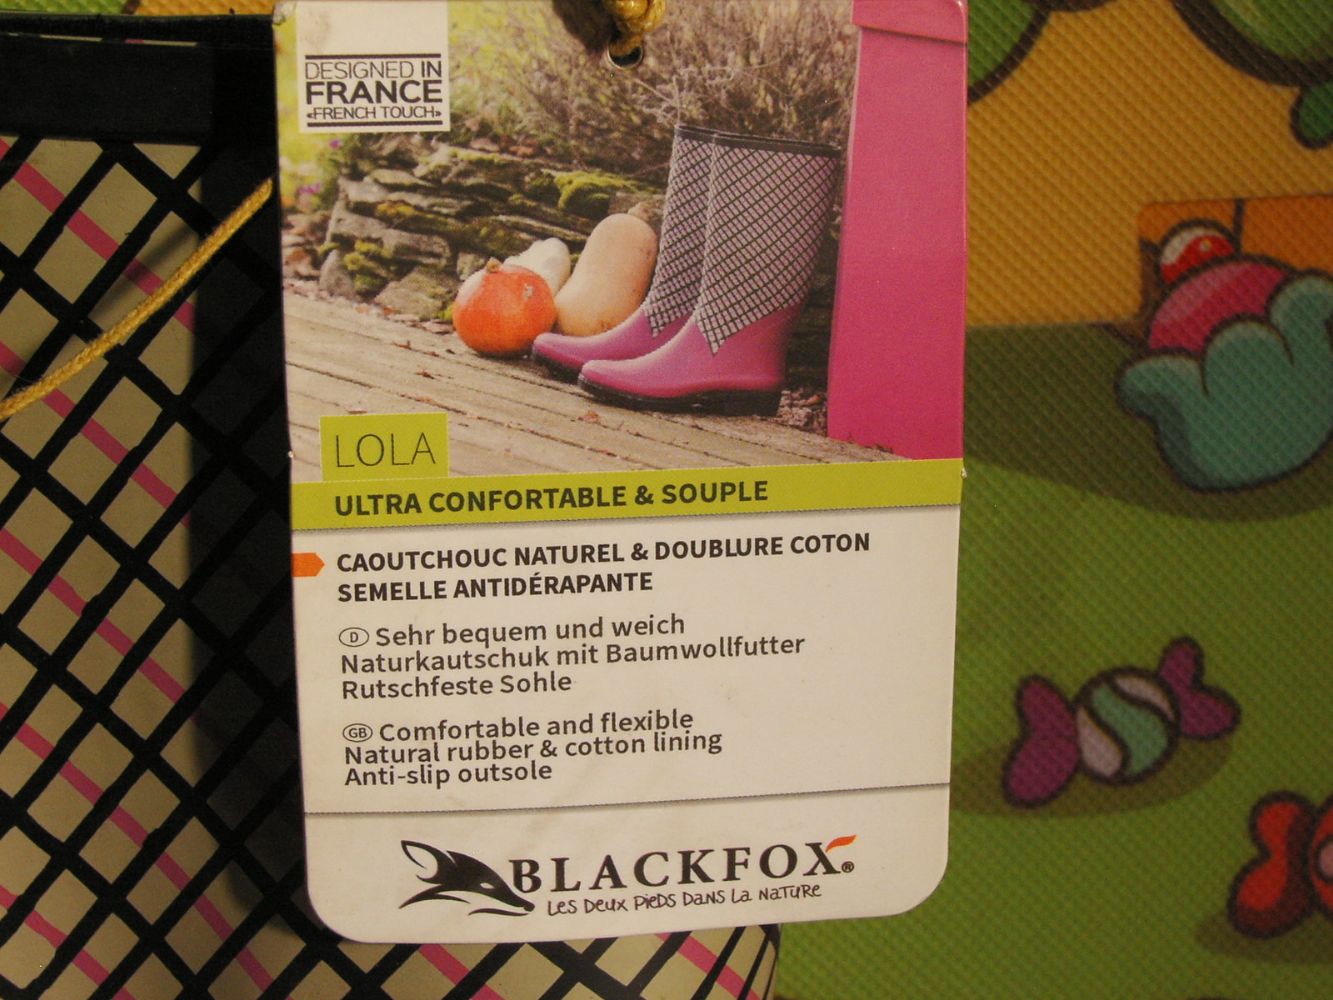 DESIGNED IN
FRANCE
«FRENCH TOUCH»
LOLA
ULTRA CONFORTABLE & SOUPLE
CAOUTCHOUC NATUREL & DOUBLURE COTON
SEMELLE ANTIDÉRAPANTE
D Sehr bequem und weich
Naturkautschuk mit Baumwollfutter
Rutschfeste Sohle
GB Comfortable and flexible
Natural rubber & cotton lining
Anti-slip outsole
BLACKFOX®
Les Deux Pieds Dans La Nature